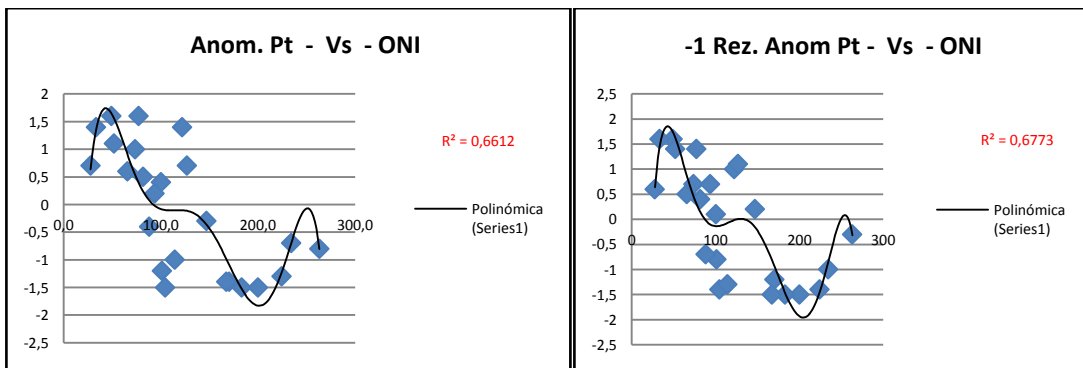 Anom. Pt - Vs - ONI
2
1,5
1
0,5
0
-0,5
-1
-1,5
-2
-2,5
0,0 100,0 200,0 300,0
R² = 0,6612
Polinómica
(Series1)
-1 Rez. Anom Pt - Vs - ONI
2,5
2
1,5
1
0,5
0
-0,5
-1
-1,5
-2
-2,5
0 100 200 300
R² = 0,6773
Polinómica
(Series1)